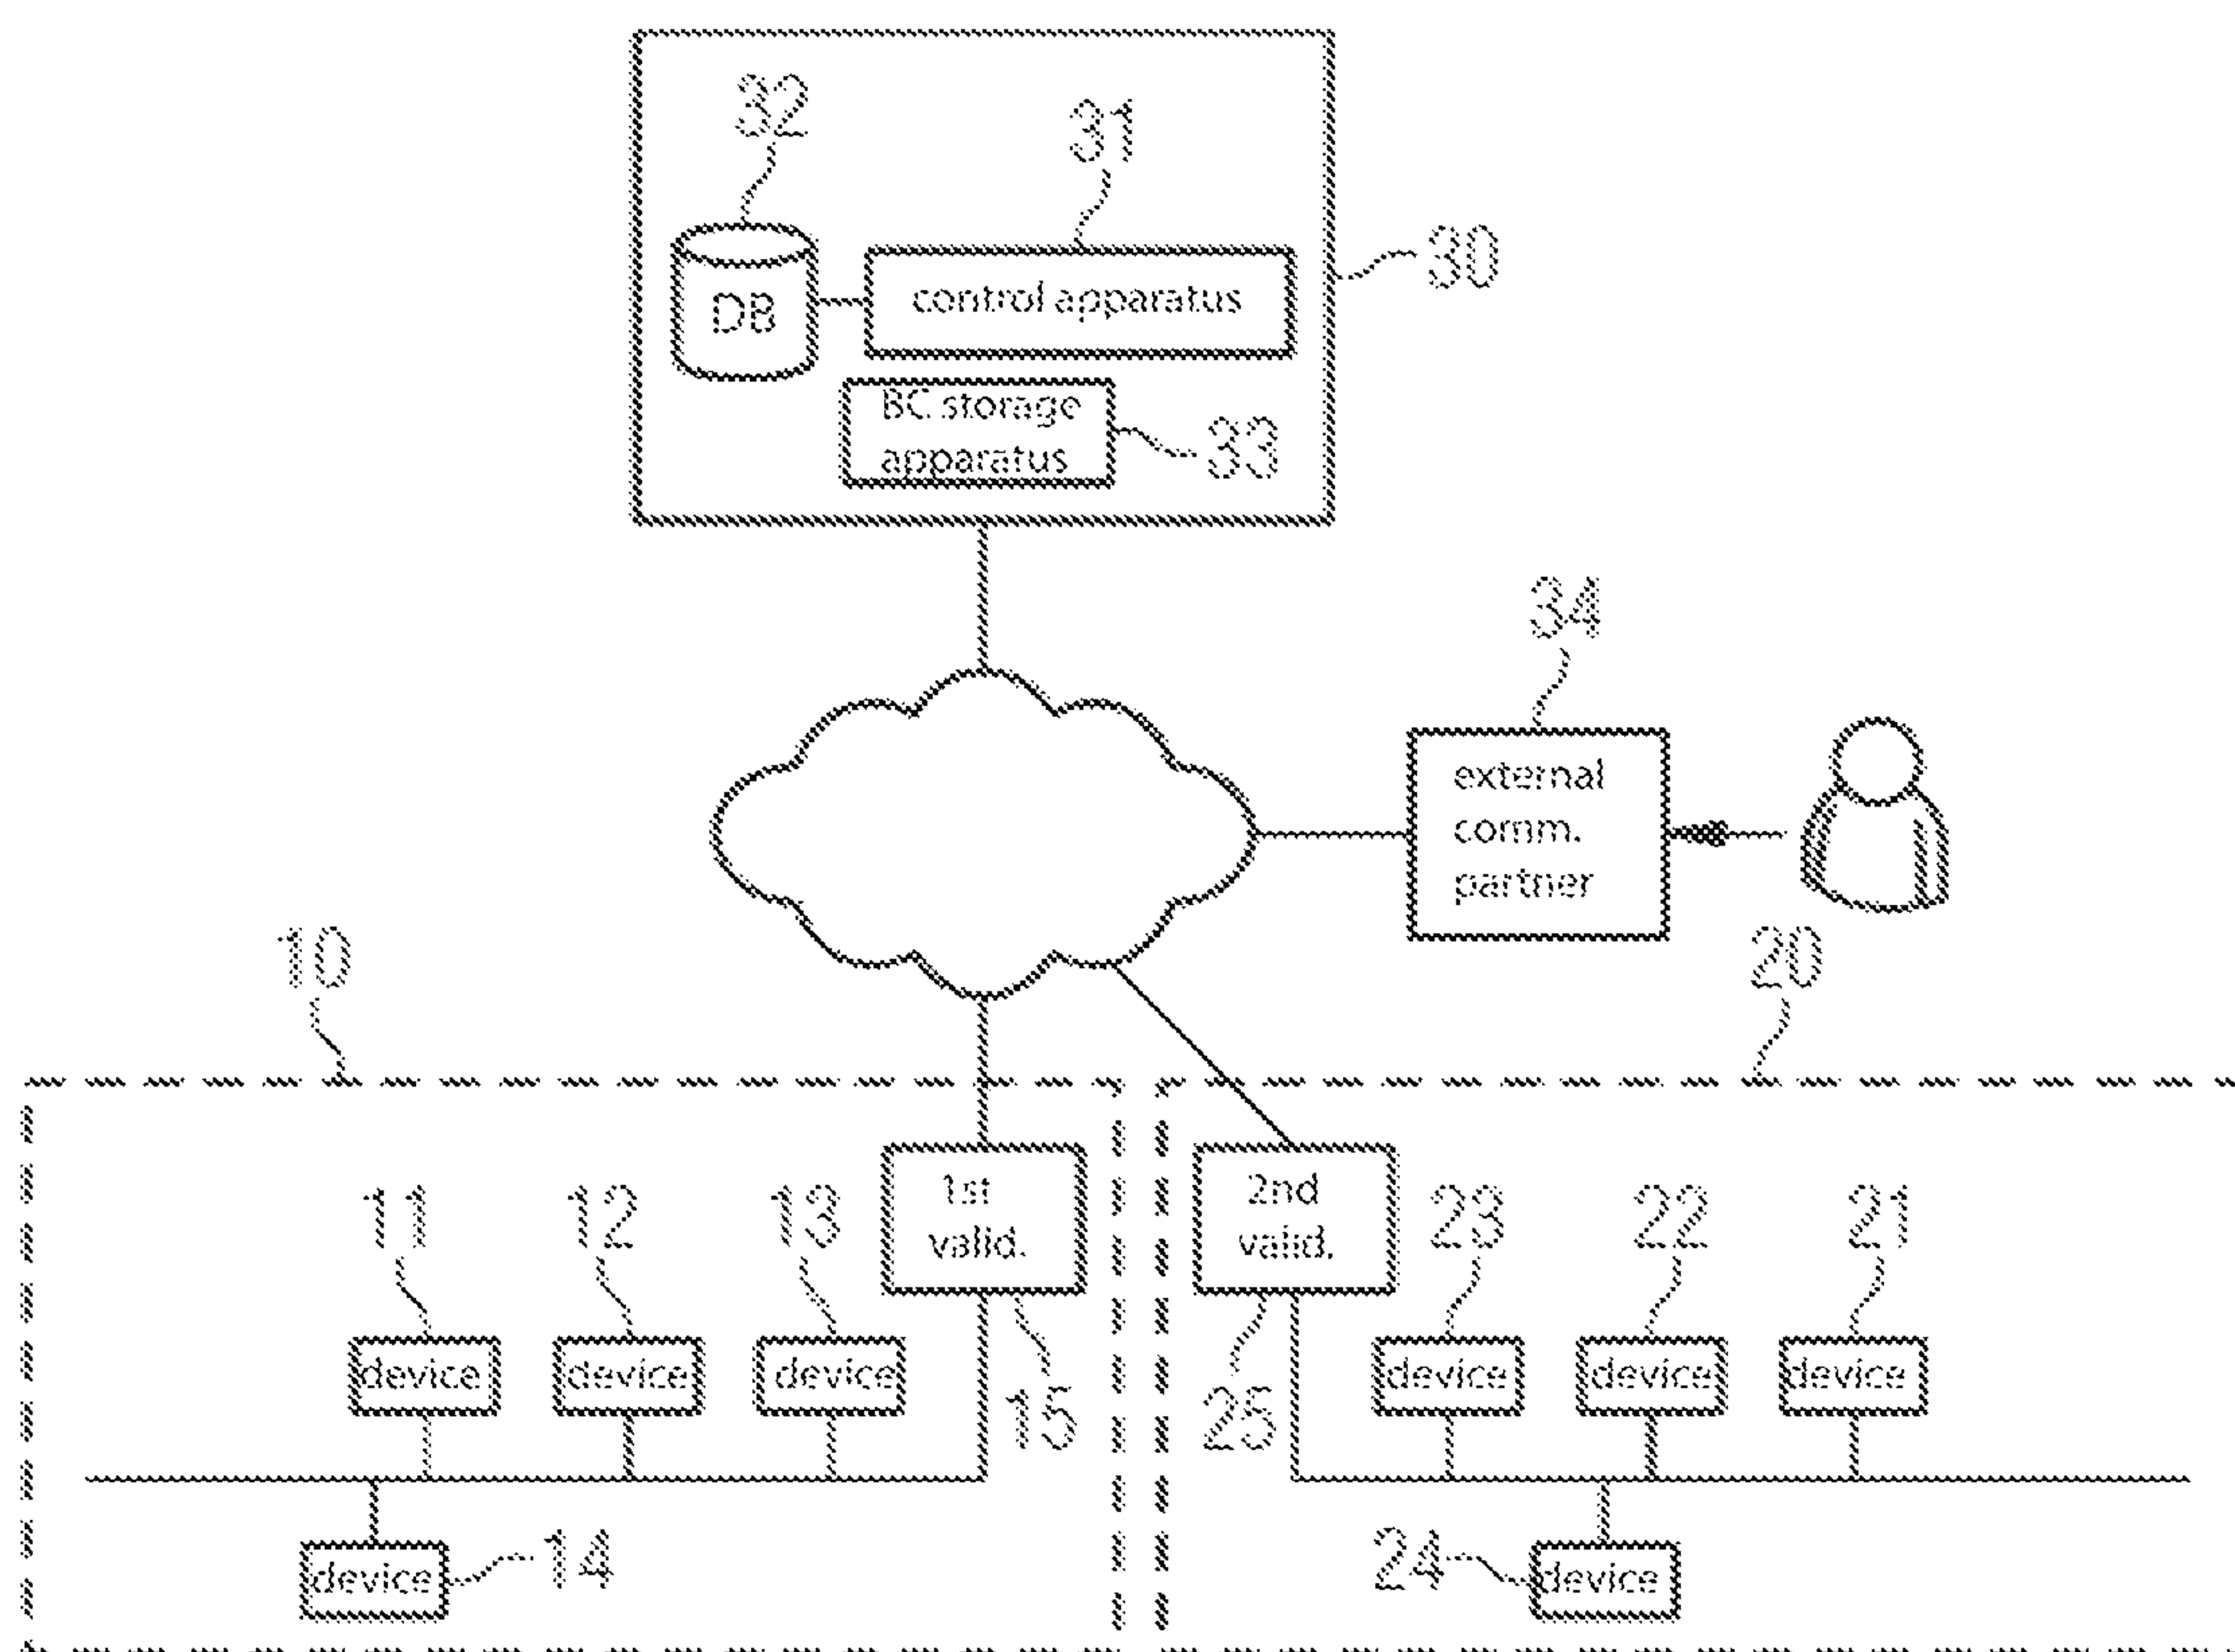 32
31
30
DB
control apparatus
BC storage
apparatus
33
34
external
comm.
partner
10
20
1st
valid.
2nd
valid.
11
12
13
23
22
21
device
device
device
device
device
device
15
25
14
device
24
device